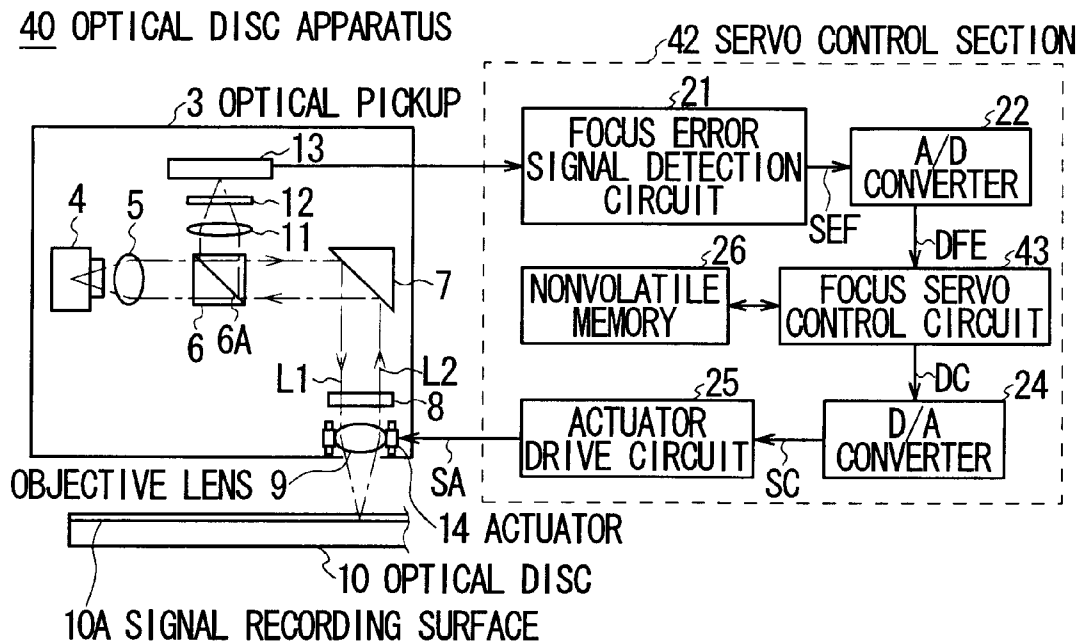 40 OPTICAL DISC APPARATUS
42 SERVO CONTROL SECTION
3 OPTICAL PICKUP
21
FOCUS ERROR
SIGNAL DETECTION
CIRCUIT
22
A/D
CONVERTER
13
12
11
4
5
7
6
6A
SEF
DFE
26
NONVOLATILE
MEMORY
43
FOCUS SERVO
CONTROL CIRCUIT
L1
L2
8
DC
25
ACTUATOR
DRIVE CIRCUIT
24
D/A
CONVERTER
SA
SC
OBJECTIVE LENS 9
14 ACTUATOR
10 OPTICAL DISC
10A SIGNAL RECORDING SURFACE